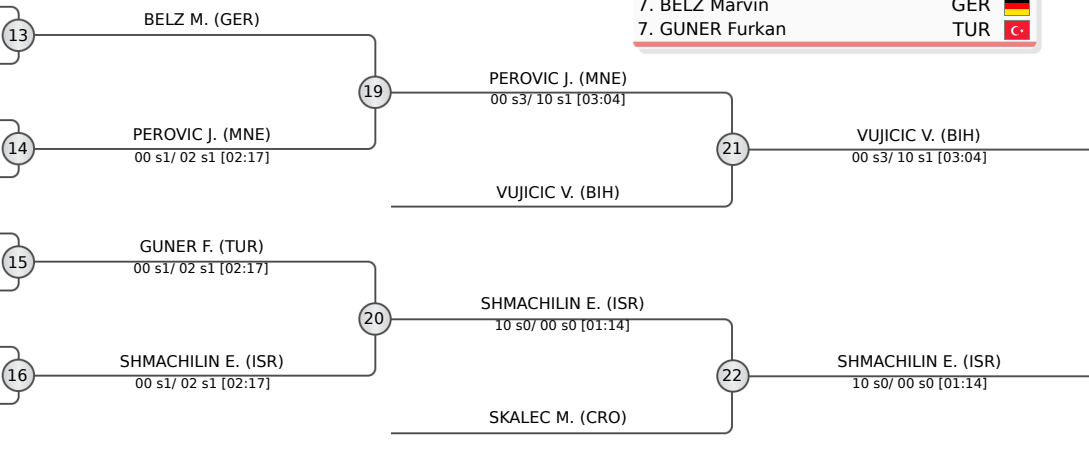 7. BELZ Marvin GER
7. GUNER Furkan TUR
BELZ M. (GER)
13
19
PEROVIC J. (MNE)
00 s3/ 10 s1 [03:04]
PEROVIC J. (MNE)
14
00 s1/ 02 s1 [02:17]
21
VUJICIC V. (BIH)
00 s3/ 10 s1 [03:04]
VUJICIC V. (BIH)
GUNER F. (TUR)
15
00 s1/ 02 s1 [02:17]
SHMACHILIN E. (ISR)
20
10 s0/ 00 s0 [01:14]
SHMACHILIN E. (ISR)
16
00 s1/ 02 s1 [02:17]
22
SHMACHILIN E. (ISR)
10 s0/ 00 s0 [01:14]
SKALEC M. (CRO)